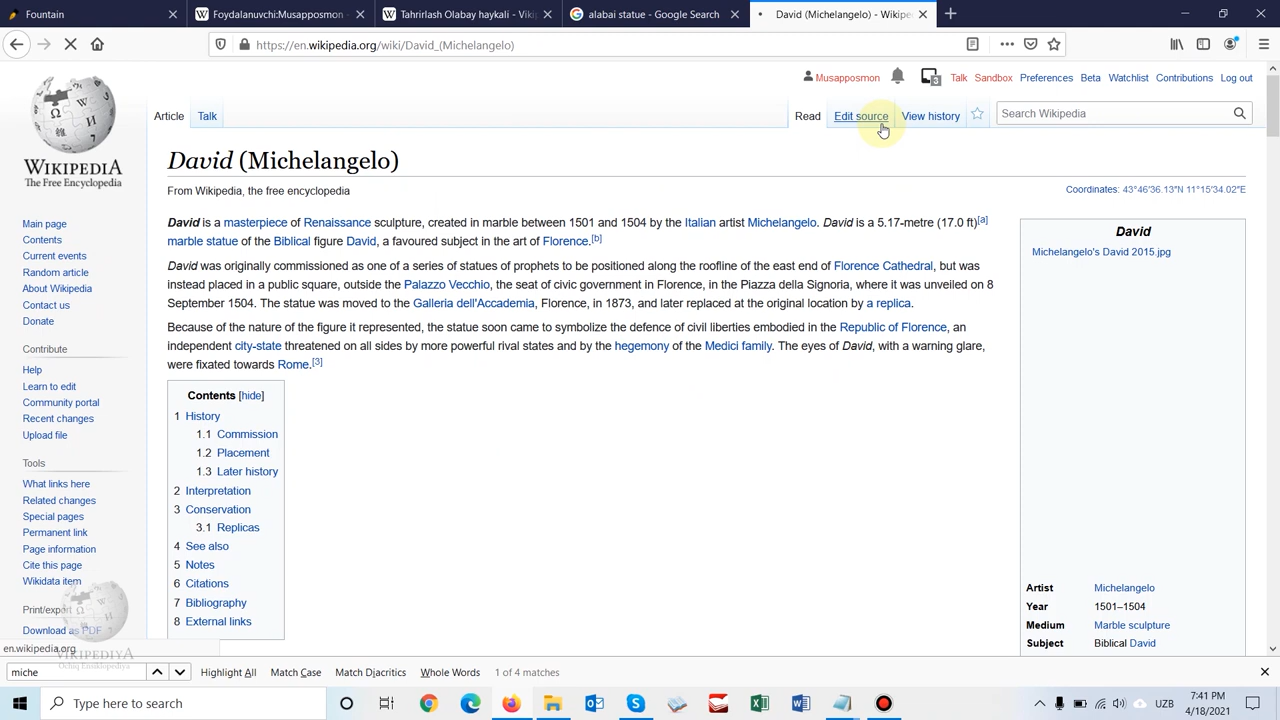 Fountain
Foydalanuvchi:Musapposmon -
Tahrirlash Olabay haykali - Vikip
alabai statue - Google Search
David (Michelangelo) - Wikipe
https://en.wikipedia.org/wiki/David_(Michelangelo)
Musapposmon 3 Talk Sandbox Preferences Beta Watchlist Contributions Log out
Article Talk Read Edit source View history Search Wikipedia
WIKIPEDIA
The Free Encyclopedia
David (Michelangelo)
From Wikipedia, the free encyclopedia
Coordinates: 43°46′36.13″N 11°15′34.02″E
David is a masterpiece of Renaissance sculpture, created in marble between 1501 and 1504 by the Italian artist Michelangelo. David is a 5.17-metre (17.0 ft)[a]
marble statue of the Biblical figure David, a favoured subject in the art of Florence.[b]
David was originally commissioned as one of a series of statues of prophets to be positioned along the roofline of the east end of Florence Cathedral, but was
instead placed in a public square, outside the Palazzo Vecchio, the seat of civic government in Florence, in the Piazza della Signoria, where it was unveiled on 8
September 1504. The statue was moved to the Galleria dell'Accademia, Florence, in 1873, and later replaced at the original location by a replica.
Because of the nature of the figure it represented, the statue soon came to symbolize the defence of civil liberties embodied in the Republic of Florence, an
independent city-state threatened on all sides by more powerful rival states and by the hegemony of the Medici family. The eyes of David, with a warning glare,
were fixated towards Rome.[3]
Contents [hide]
1 History
1.1 Commission
1.2 Placement
1.3 Later history
2 Interpretation
3 Conservation
3.1 Replicas
4 See also
5 Notes
6 Citations
7 Bibliography
8 External links
David
Michelangelo's David 2015.jpg
Artist Michelangelo
Year 1501–1504
Medium Marble sculpture
Subject Biblical David
Main page
Contents
Current events
Random article
About Wikipedia
Contact us
Donate
Contribute
Help
Learn to edit
Community portal
Recent changes
Upload file
Tools
What links here
Related changes
Special pages
Permanent link
Page information
Cite this page
Wikidata item
Print/export
Download as PDF
en.wikipedia.org
VIKIPEDIYA
Ochiq Ensiklopediya
miche Highlight All Match Case Match Diacritics Whole Words 1 of 4 matches
Type here to search
UZB
7:41 PM
4/18/2021